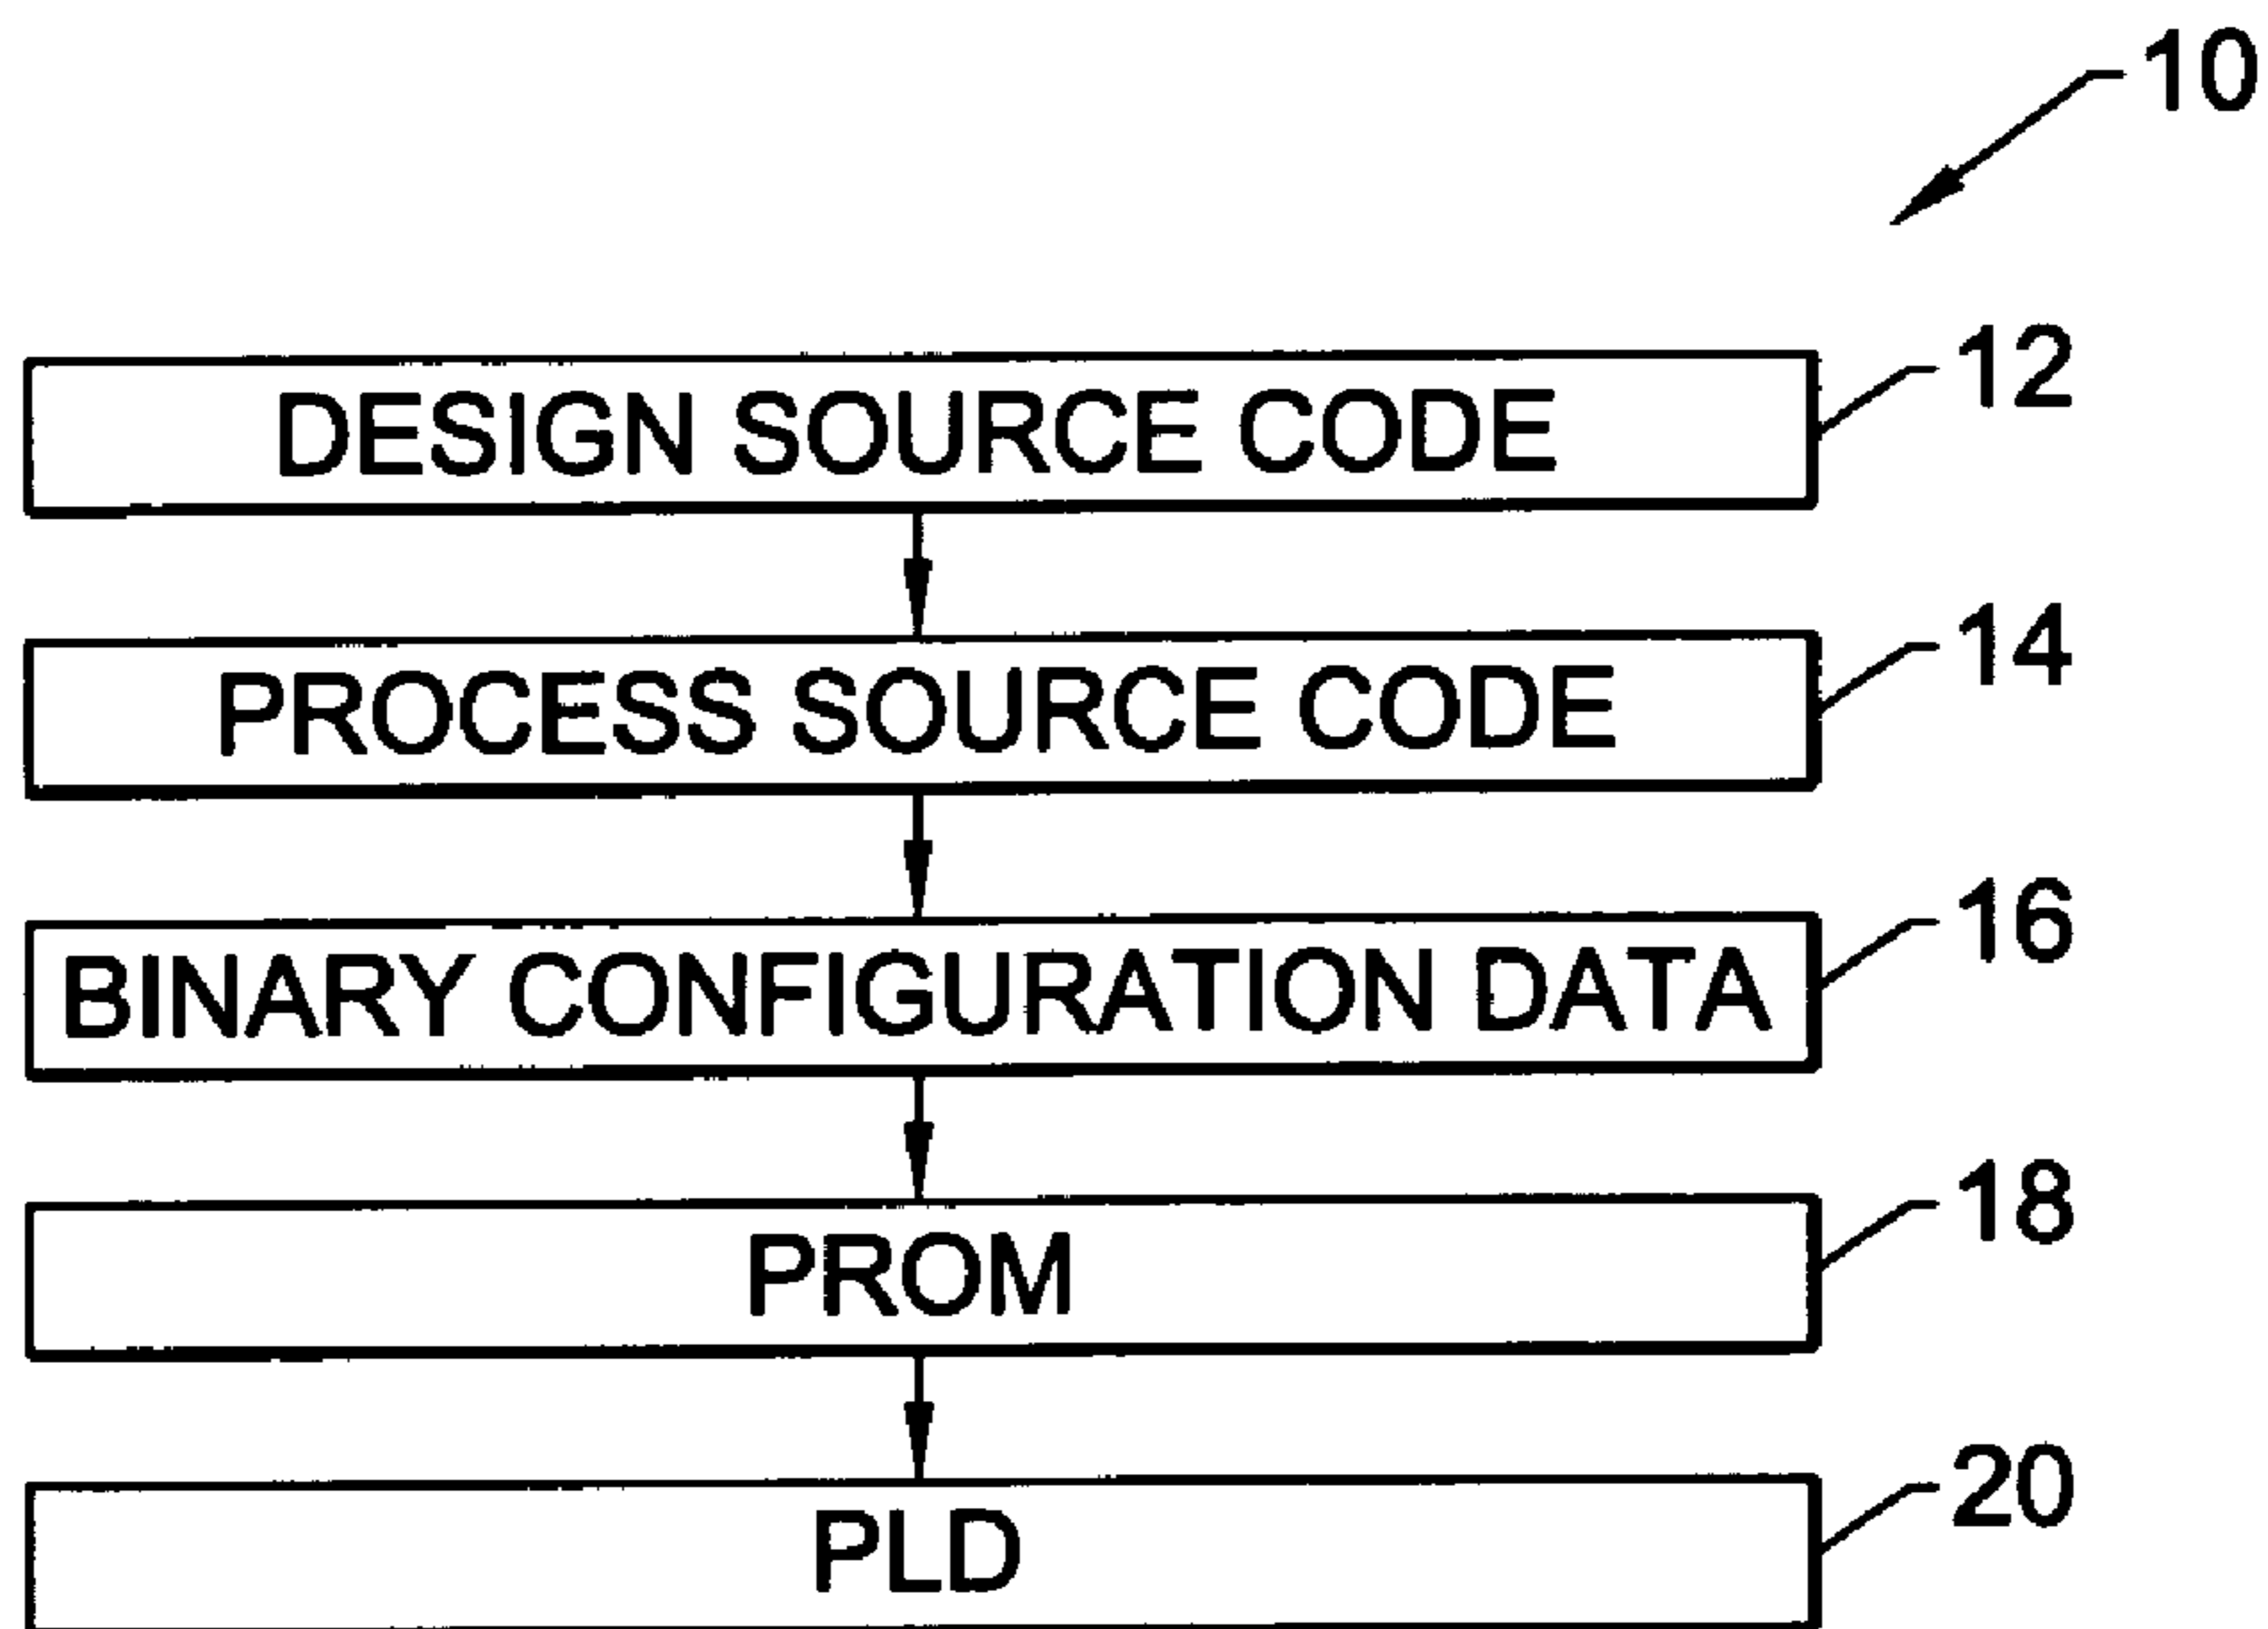 10
DESIGN SOURCE CODE 12
PROCESS SOURCE CODE 14
BINARY CONFIGURATION DATA 16
PROM 18
PLD 20